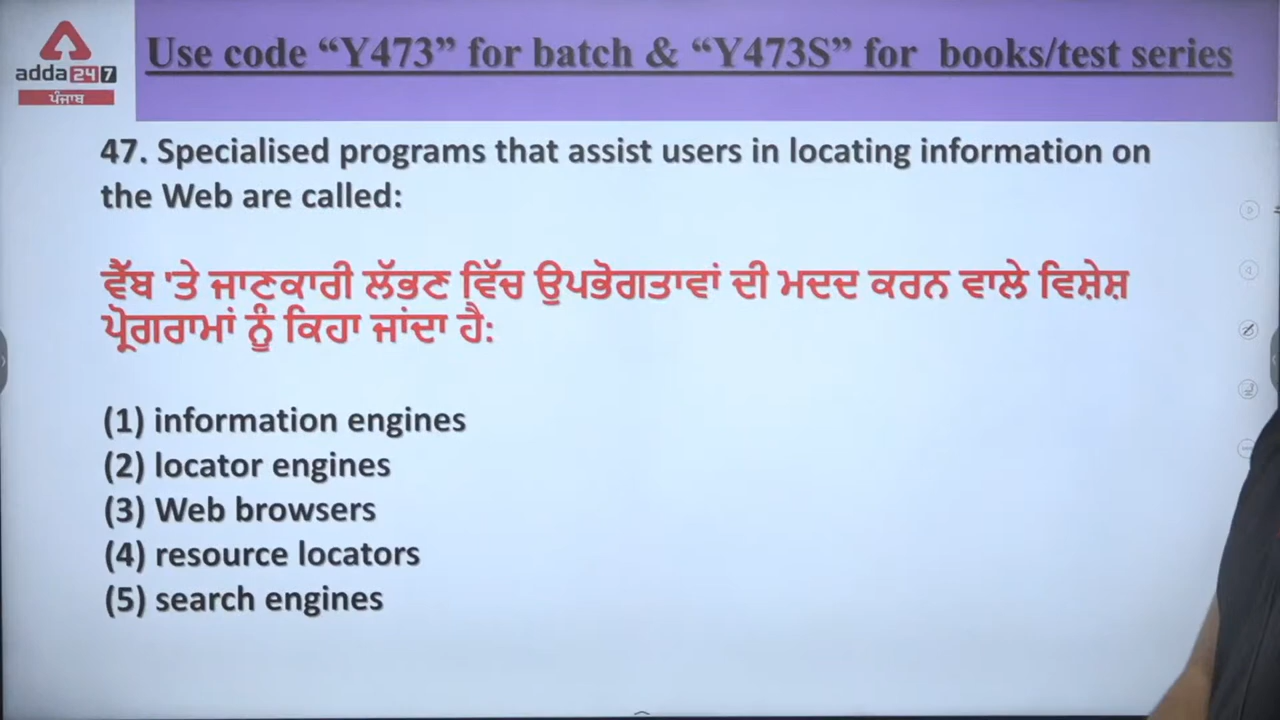 adda 24 7
ਪੰਜਾਬ
Use code “Y473” for batch & “Y473S” for books/test series
47. Specialised programs that assist users in locating information on
the Web are called:
ਵੈੱਬ 'ਤੇ ਜਾਣਕਾਰੀ ਲੱਭਣ ਵਿੱਚ ਉਪਭੋਗਤਾਵਾਂ ਦੀ ਮਦਦ ਕਰਨ ਵਾਲੇ ਵਿਸ਼ੇਸ਼
ਪ੍ਰੋਗਰਾਮਾਂ ਨੂੰ ਕਿਹਾ ਜਾਂਦਾ ਹੈ:
(1) information engines
(2) locator engines
(3) Web browsers
(4) resource locators
(5) search engines